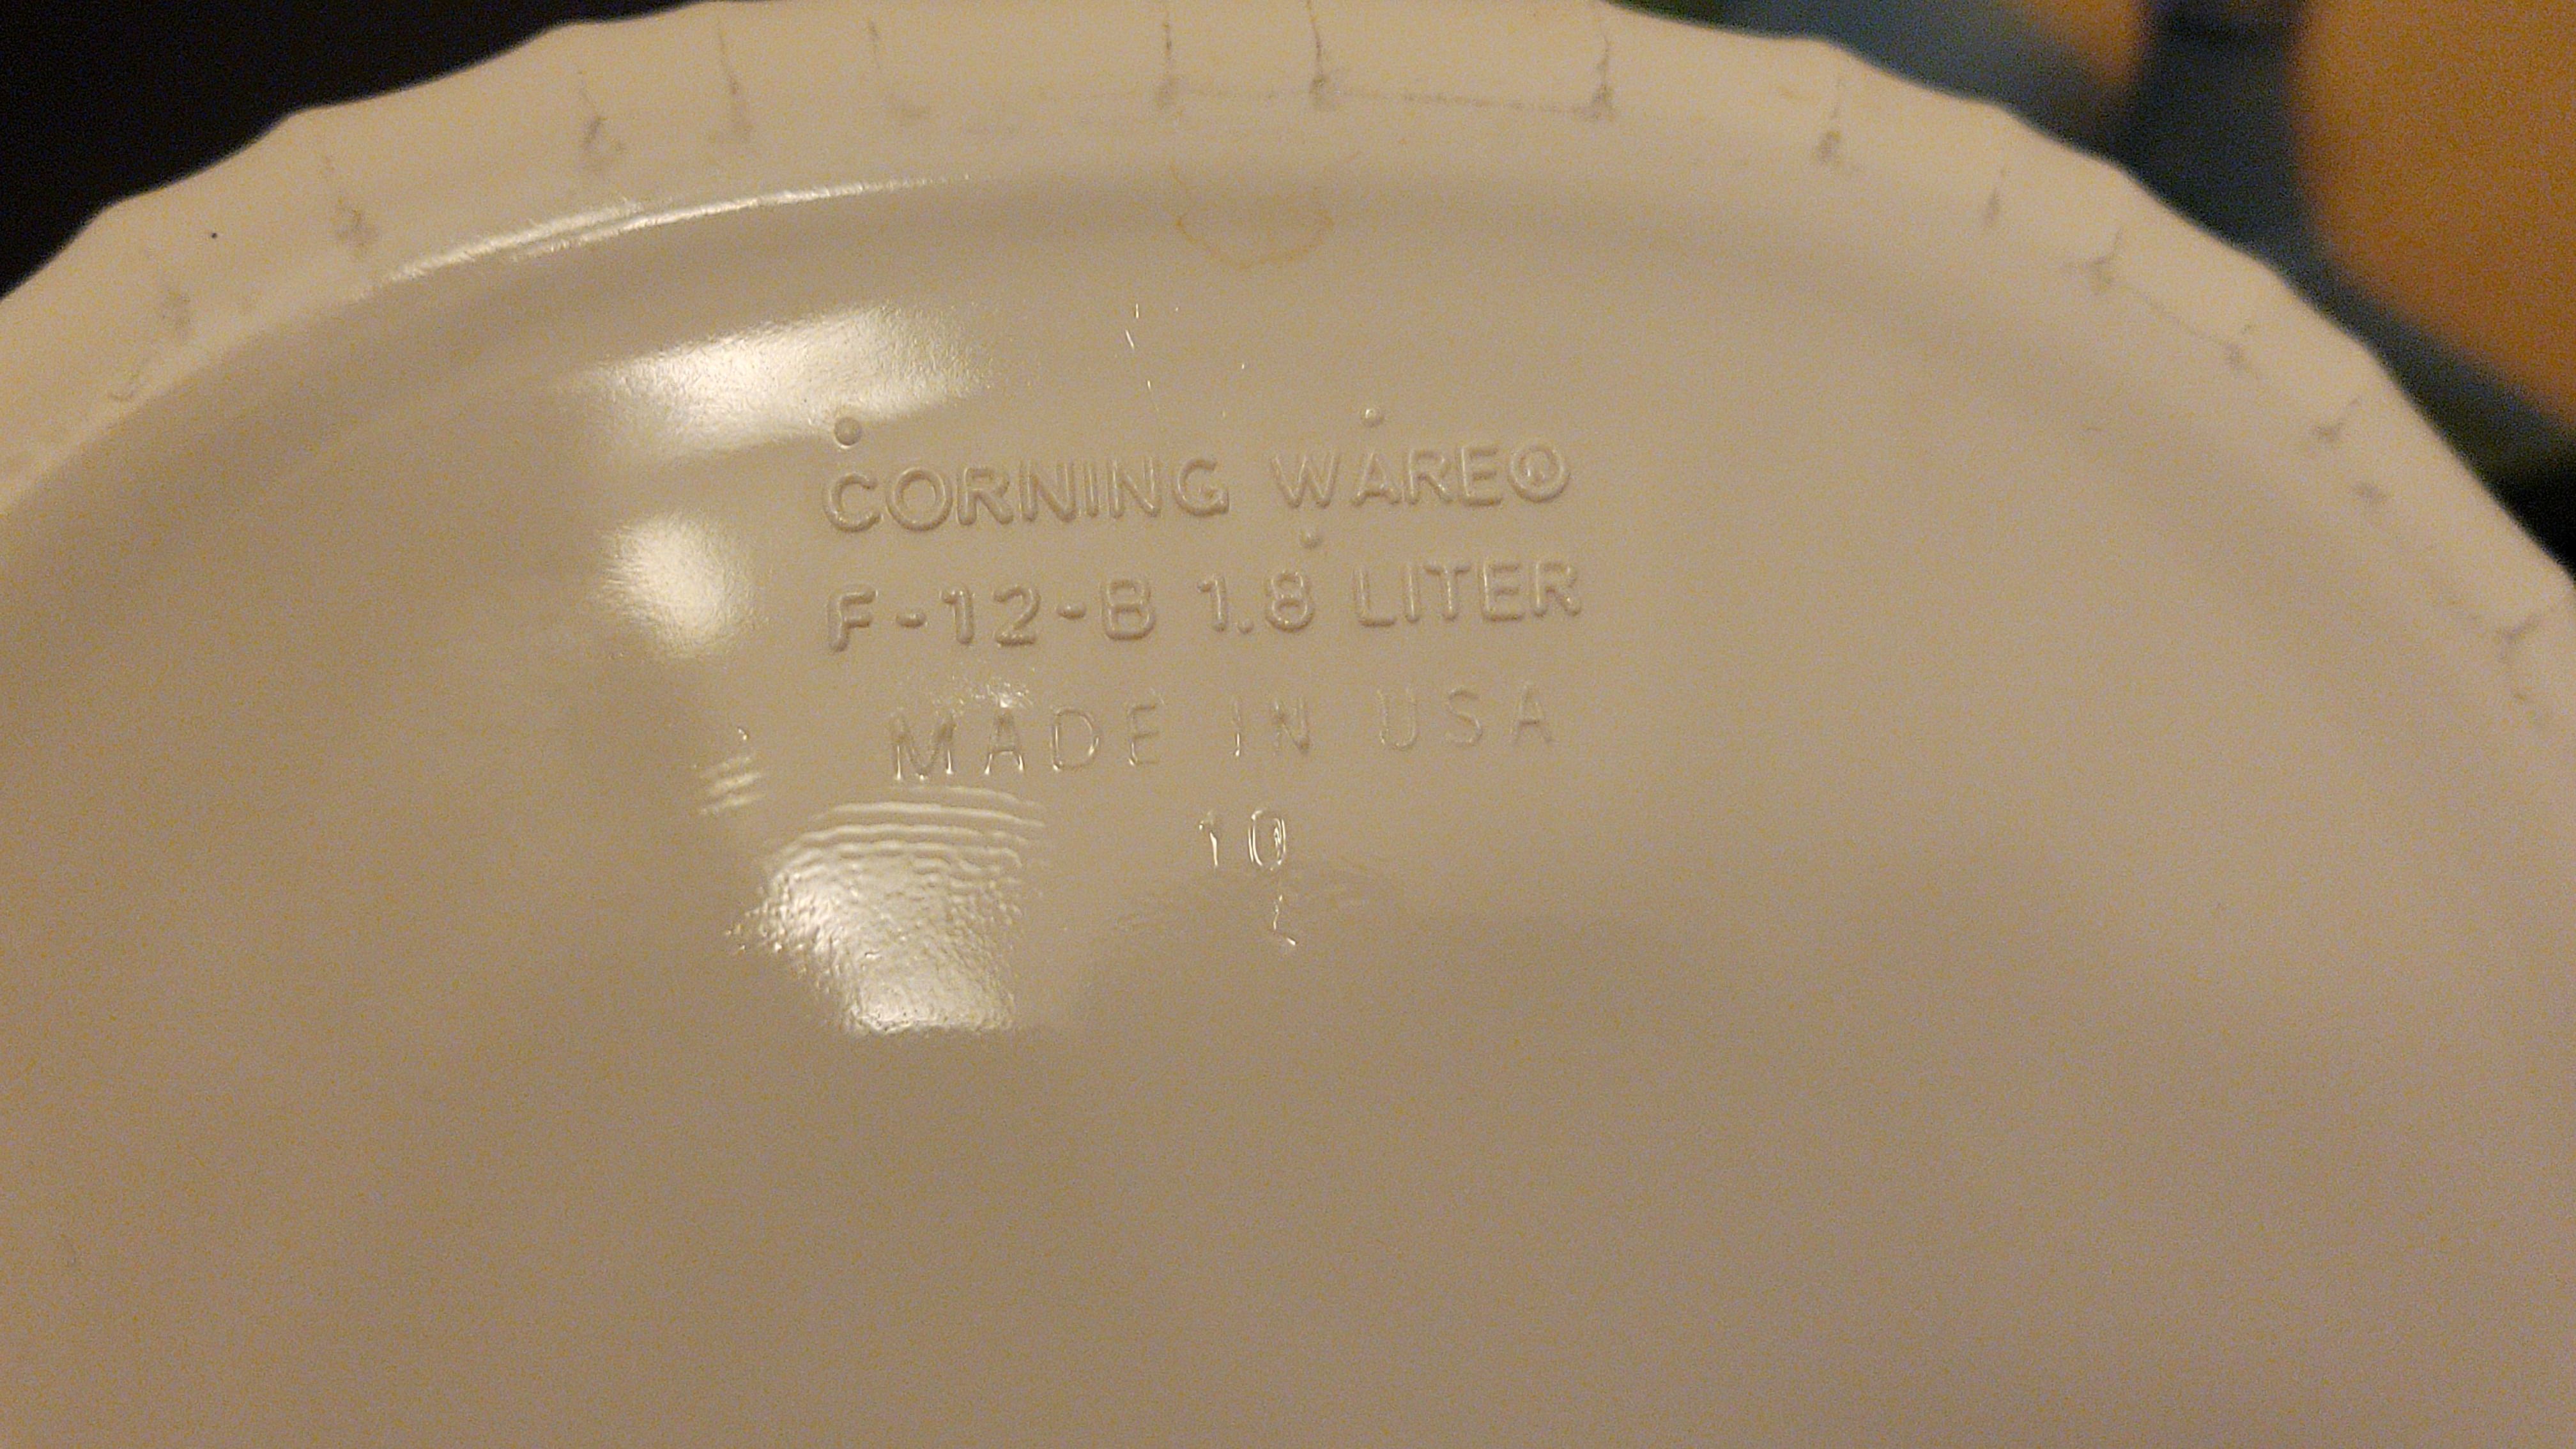 CORNING WARE®
F-12-B 1.8 LITER
MADE IN USA
10